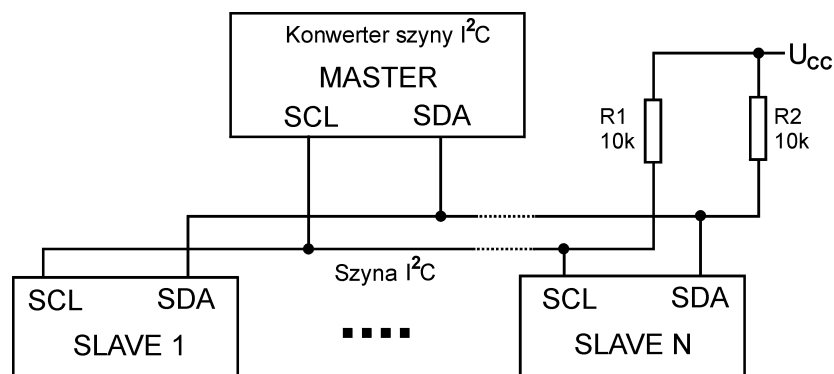 Konwerter szyny I²C
MASTER
SCL SDA
U_CC
R1
10k
R2
10k
Szyna I²C
SCL SDA
SLAVE 1
SCL SDA
SLAVE N